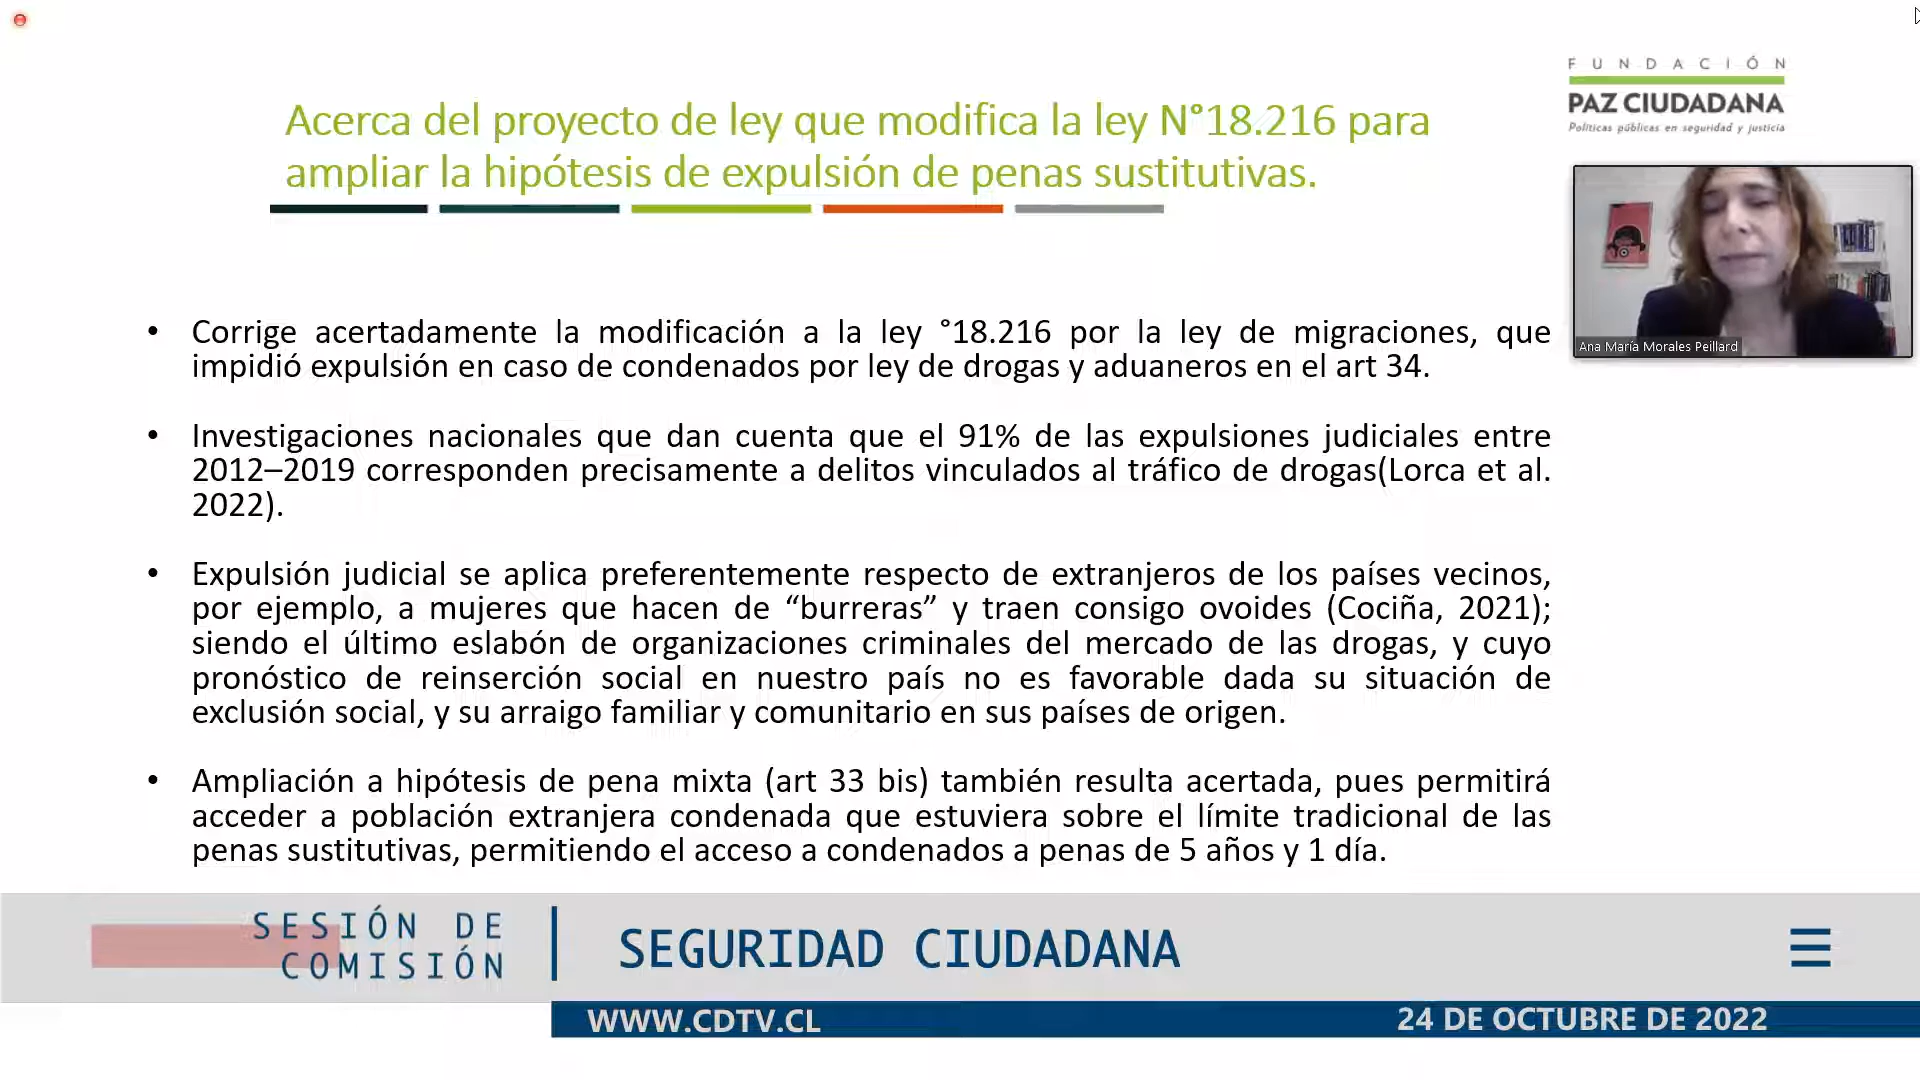 FUNDACIÓN
PAZ CIUDADANA
Políticas públicas en seguridad y justicia
Acerca del proyecto de ley que modifica la ley N°18.216 para
ampliar la hipótesis de expulsión de penas sustitutivas.
Ana María Morales Peillard
• Corrige acertadamente la modificación a la ley °18.216 por la ley de migraciones, que
impidió expulsión en caso de condenados por ley de drogas y aduaneros en el art 34.
• Investigaciones nacionales que dan cuenta que el 91% de las expulsiones judiciales entre
2012–2019 corresponden precisamente a delitos vinculados al tráfico de drogas(Lorca et al.
2022).
• Expulsión judicial se aplica preferentemente respecto de extranjeros de los países vecinos,
por ejemplo, a mujeres que hacen de “burreras” y traen consigo ovoides (Cociña, 2021);
siendo el último eslabón de organizaciones criminales del mercado de las drogas, y cuyo
pronóstico de reinserción social en nuestro país no es favorable dada su situación de
exclusión social, y su arraigo familiar y comunitario en sus países de origen.
• Ampliación a hipótesis de pena mixta (art 33 bis) también resulta acertada, pues permitirá
acceder a población extranjera condenada que estuviera sobre el límite tradicional de las
penas sustitutivas, permitiendo el acceso a condenados a penas de 5 años y 1 día.
SESIÓN DE
COMISIÓN
SEGURIDAD CIUDADANA
WWW.CDTV.CL
24 DE OCTUBRE DE 2022